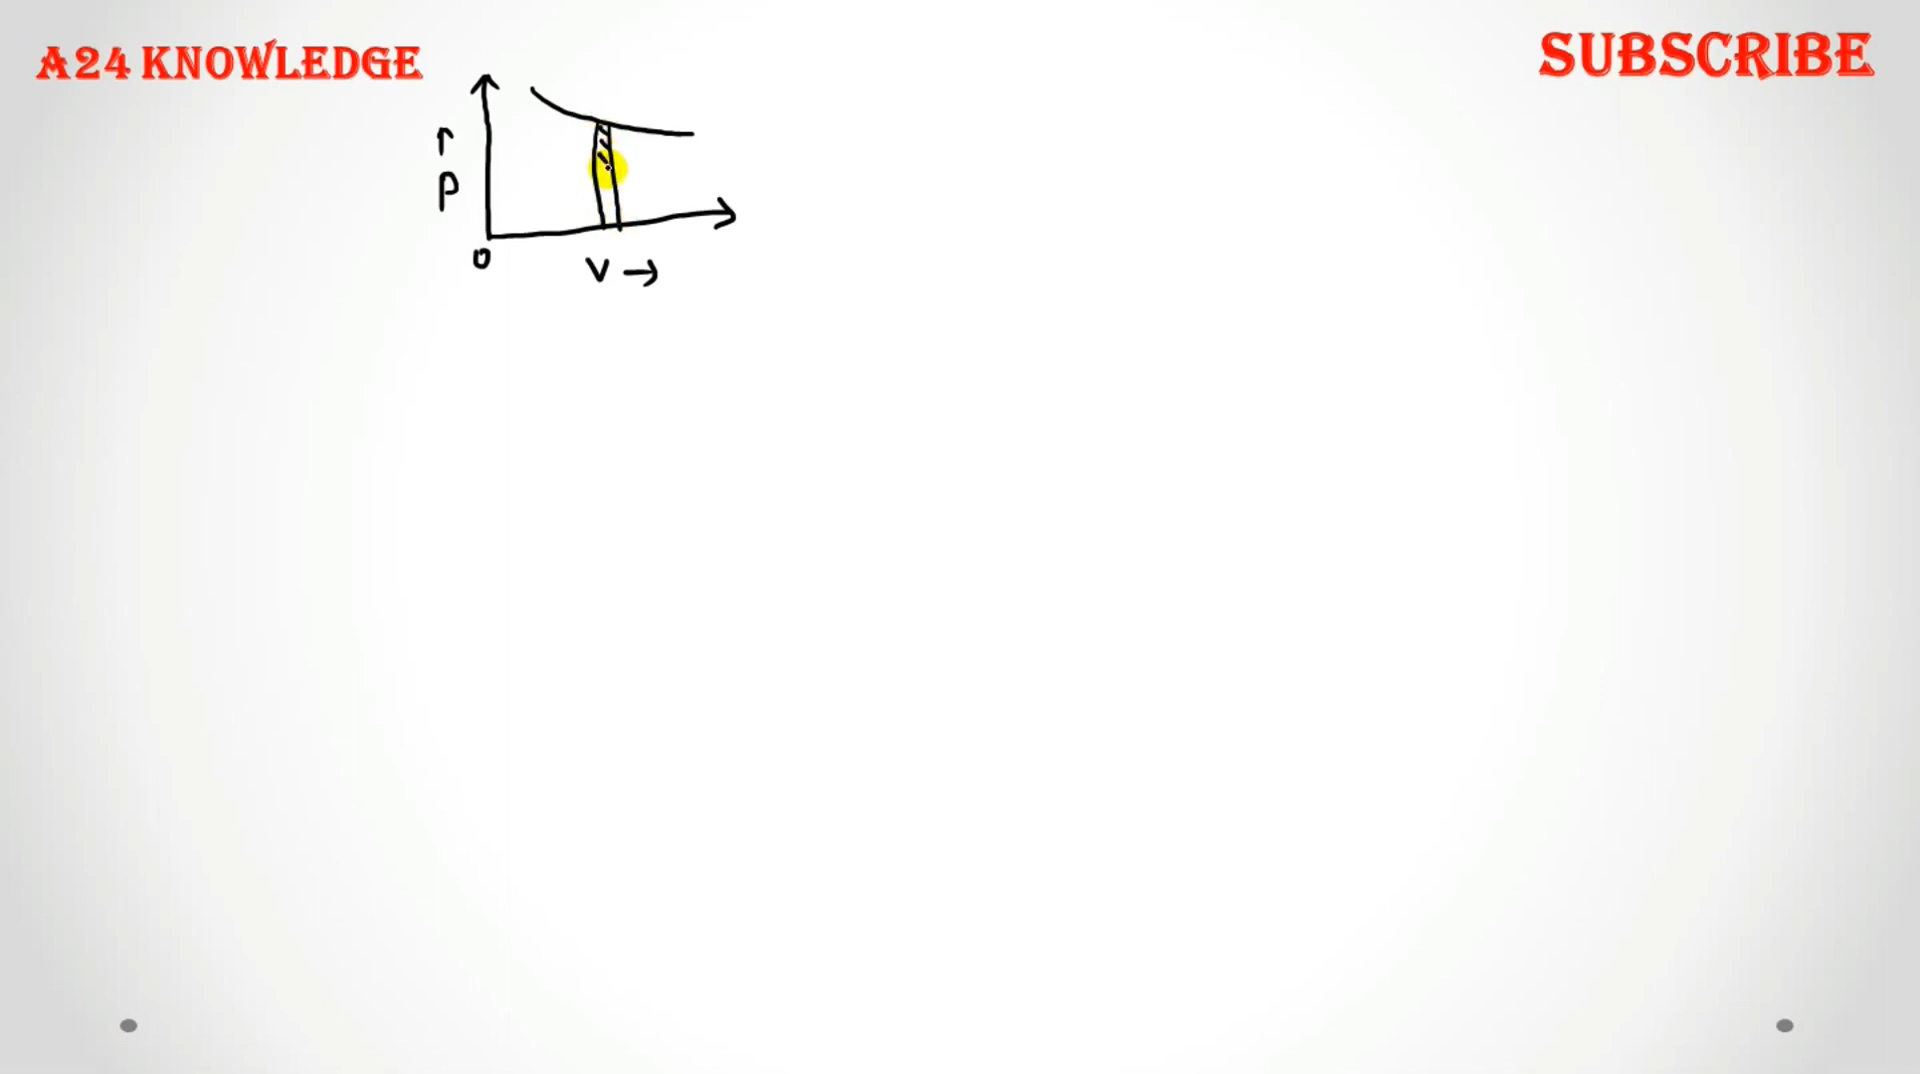 A24 KNOWLEDGE
SUBSCRIBE
↑
P
0
V →